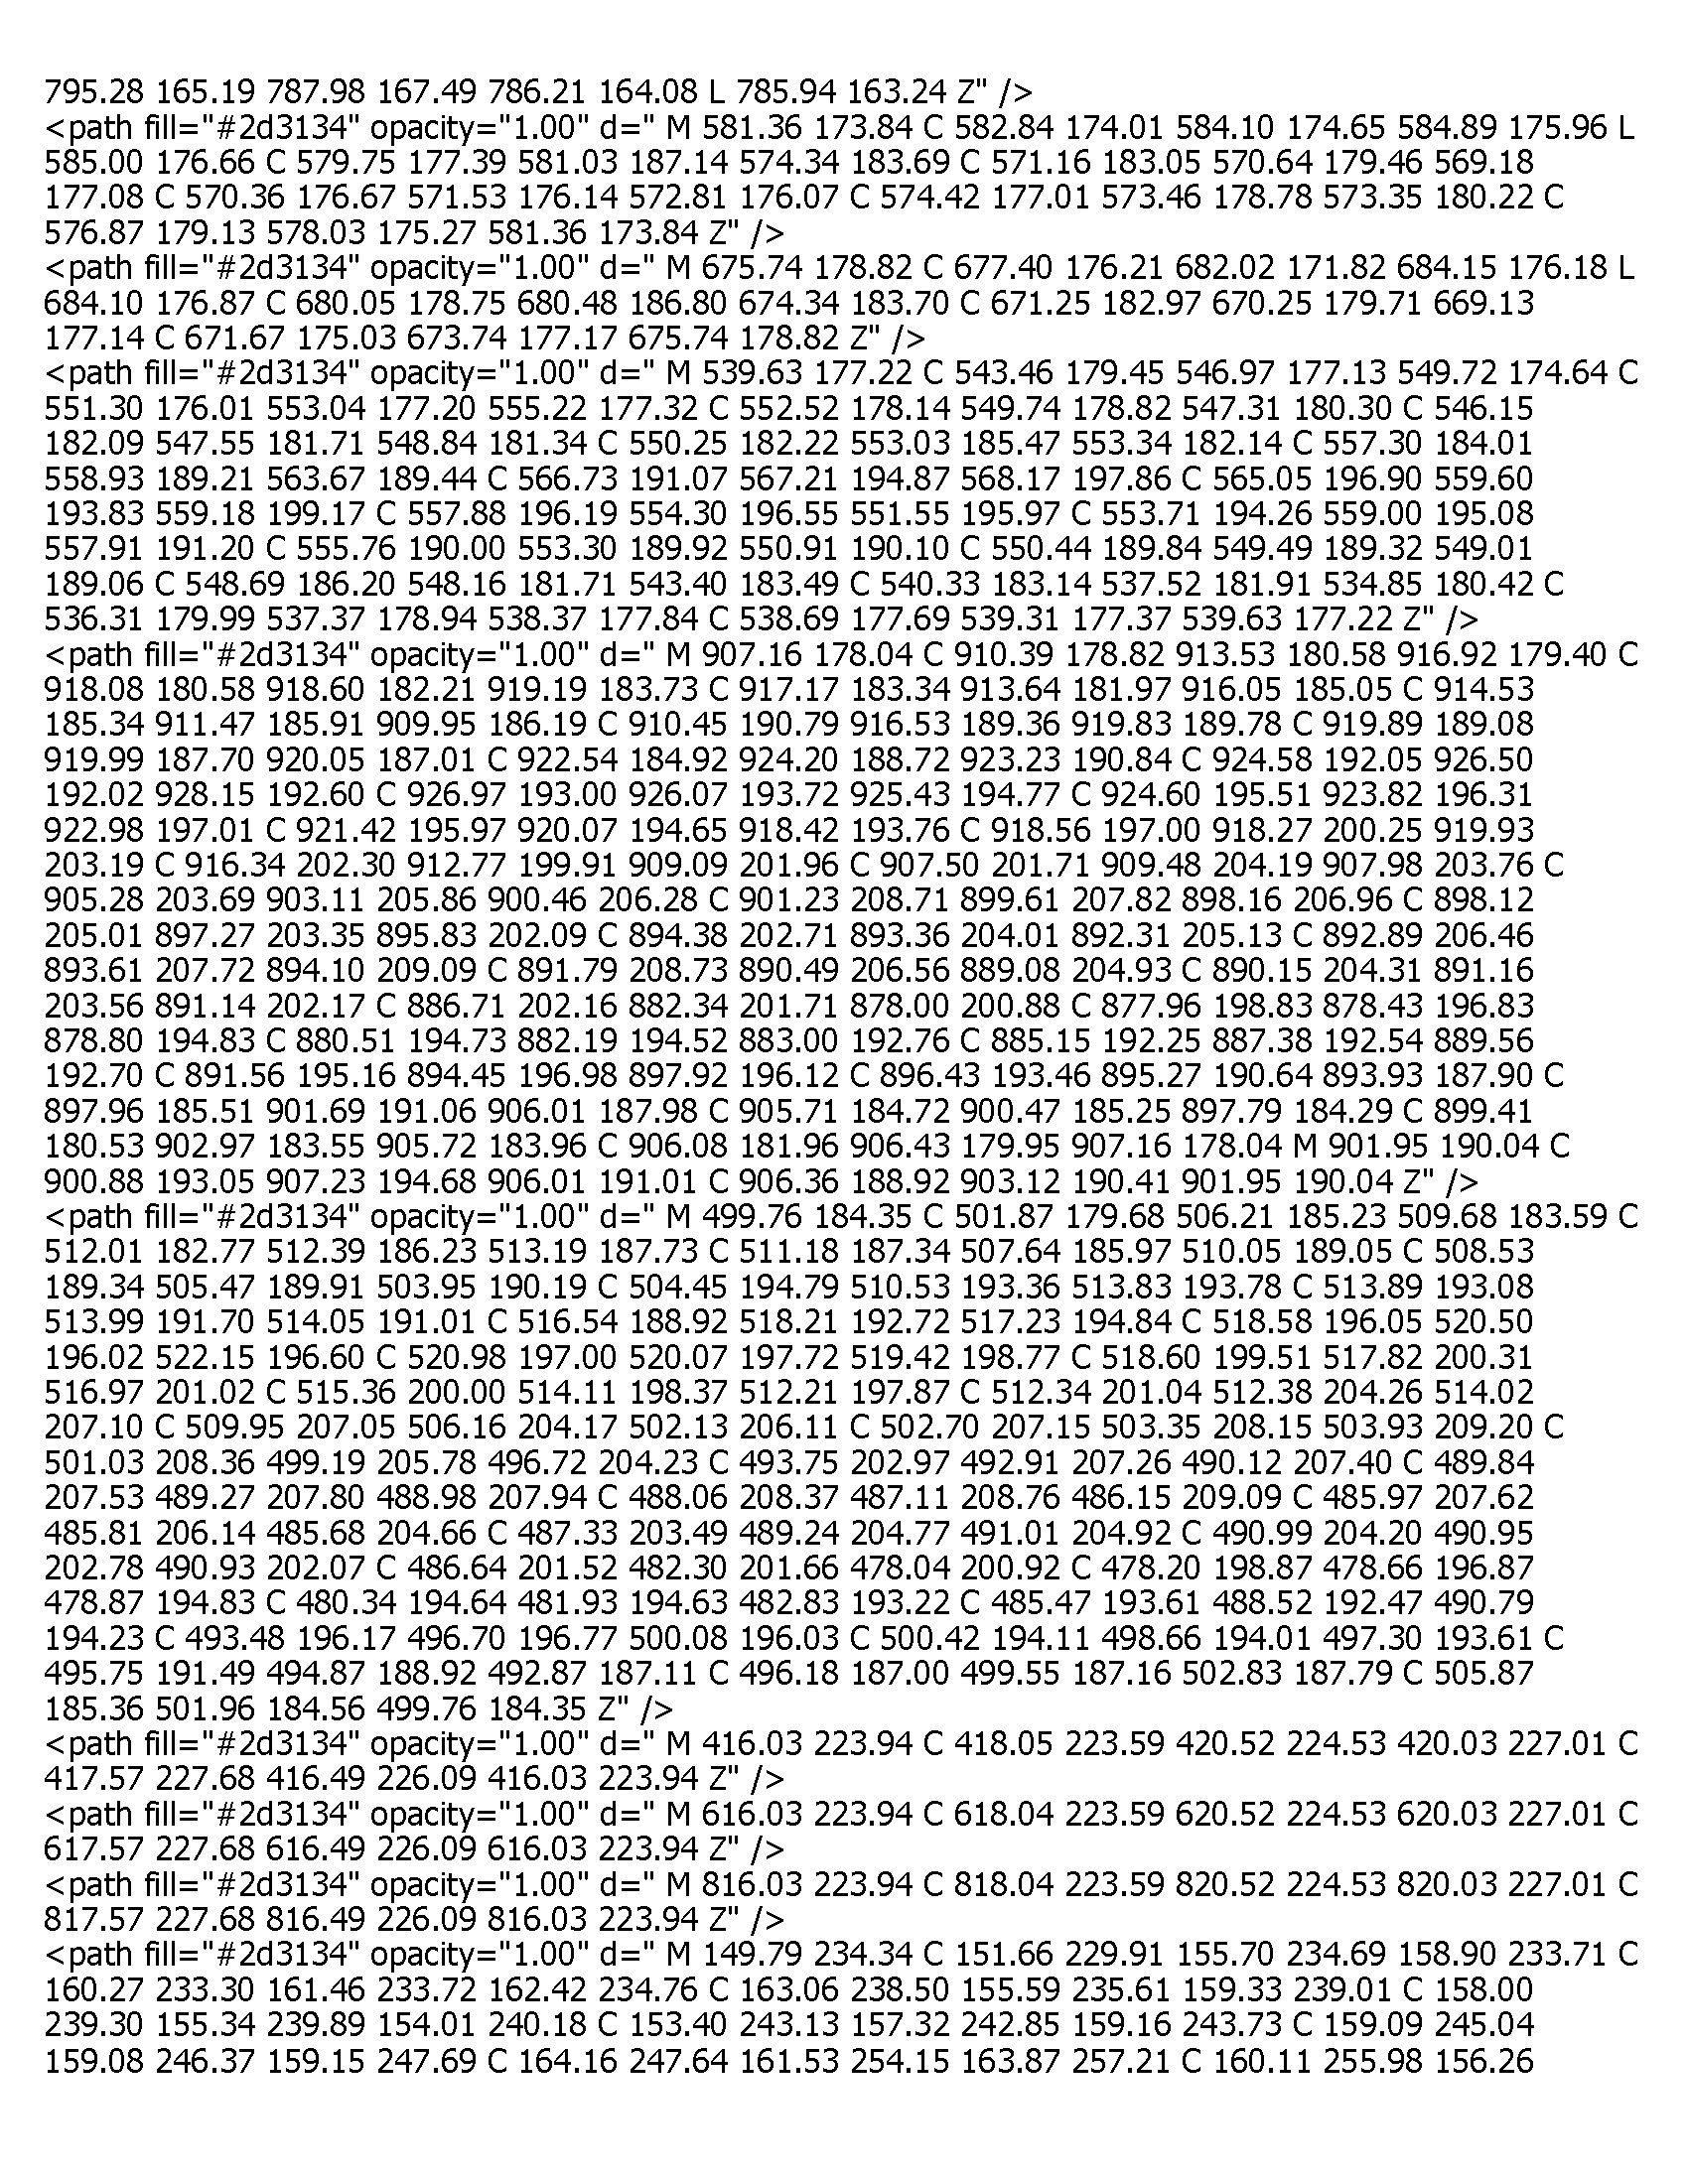 795.28 165.19 787.98 167.49 786.21 164.08 L 785.94 163.24 Z" />
<path fill="#2d3134" opacity="1.00" d=" M 581.36 173.84 C 582.84 174.01 584.10 174.65 584.89 175.96 L
585.00 176.66 C 579.75 177.39 581.03 187.14 574.34 183.69 C 571.16 183.05 570.64 179.46 569.18
177.08 C 570.36 176.67 571.53 176.14 572.81 176.07 C 574.42 177.01 573.46 178.78 573.35 180.22 C
576.87 179.13 578.03 175.27 581.36 173.84 Z" />
<path fill="#2d3134" opacity="1.00" d=" M 675.74 178.82 C 677.40 176.21 682.02 171.82 684.15 176.18 L
684.10 176.87 C 680.05 178.75 680.48 186.80 674.34 183.70 C 671.25 182.97 670.25 179.71 669.13
177.14 C 671.67 175.03 673.74 177.17 675.74 178.82 Z" />
<path fill="#2d3134" opacity="1.00" d=" M 539.63 177.22 C 543.46 179.45 546.97 177.13 549.72 174.64 C
551.30 176.01 553.04 177.20 555.22 177.32 C 552.52 178.14 549.74 178.82 547.31 180.30 C 546.15
182.09 547.55 181.71 548.84 181.34 C 550.25 182.22 553.03 185.47 553.34 182.14 C 557.30 184.01
558.93 189.21 563.67 189.44 C 566.73 191.07 567.21 194.87 568.17 197.86 C 565.05 196.90 559.60
193.83 559.18 199.17 C 557.88 196.19 554.30 196.55 551.55 195.97 C 553.71 194.26 559.00 195.08
557.91 191.20 C 555.76 190.00 553.30 189.92 550.91 190.10 C 550.44 189.84 549.49 189.32 549.01
189.06 C 548.69 186.20 548.16 181.71 543.40 183.49 C 540.33 183.14 537.52 181.91 534.85 180.42 C
536.31 179.99 537.37 178.94 538.37 177.84 C 538.69 177.69 539.31 177.37 539.63 177.22 Z" />
<path fill="#2d3134" opacity="1.00" d=" M 907.16 178.04 C 910.39 178.82 913.53 180.58 916.92 179.40 C
918.08 180.58 918.60 182.21 919.19 183.73 C 917.17 183.34 913.64 181.97 916.05 185.05 C 914.53
185.34 911.47 185.91 909.95 186.19 C 910.45 190.79 916.53 189.36 919.83 189.78 C 919.89 189.08
919.99 187.70 920.05 187.01 C 922.54 184.92 924.20 188.72 923.23 190.84 C 924.58 192.05 926.50
192.02 928.15 192.60 C 926.97 193.00 926.07 193.72 925.43 194.77 C 924.60 195.51 923.82 196.31
922.98 197.01 C 921.42 195.97 920.07 194.65 918.42 193.76 C 918.56 197.00 918.27 200.25 919.93
203.19 C 916.34 202.30 912.77 199.91 909.09 201.96 C 907.50 201.71 909.48 204.19 907.98 203.76 C
905.28 203.69 903.11 205.86 900.46 206.28 C 901.23 208.71 899.61 207.82 898.16 206.96 C 898.12
205.01 897.27 203.35 895.83 202.09 C 894.38 202.71 893.36 204.01 892.31 205.13 C 892.89 206.46
893.61 207.72 894.10 209.09 C 891.79 208.73 890.49 206.56 889.08 204.93 C 890.15 204.31 891.16
203.56 891.14 202.17 C 886.71 202.16 882.34 201.71 878.00 200.88 C 877.96 198.83 878.43 196.83
878.80 194.83 C 880.51 194.73 882.19 194.52 883.00 192.76 C 885.15 192.25 887.38 192.54 889.56
192.70 C 891.56 195.16 894.45 196.98 897.92 196.12 C 896.43 193.46 895.27 190.64 893.93 187.90 C
897.96 185.51 901.69 191.06 906.01 187.98 C 905.71 184.72 900.47 185.25 897.79 184.29 C 899.41
180.53 902.97 183.55 905.72 183.96 C 906.08 181.96 906.43 179.95 907.16 178.04 M 901.95 190.04 C
900.88 193.05 907.23 194.68 906.01 191.01 C 906.36 188.92 903.12 190.41 901.95 190.04 Z" />
<path fill="#2d3134" opacity="1.00" d=" M 499.76 184.35 C 501.87 179.68 506.21 185.23 509.68 183.59 C
512.01 182.77 512.39 186.23 513.19 187.73 C 511.18 187.34 507.64 185.97 510.05 189.05 C 508.53
189.34 505.47 189.91 503.95 190.19 C 504.45 194.79 510.53 193.36 513.83 193.78 C 513.89 193.08
513.99 191.70 514.05 191.01 C 516.54 188.92 518.21 192.72 517.23 194.84 C 518.58 196.05 520.50
196.02 522.15 196.60 C 520.98 197.00 520.07 197.72 519.42 198.77 C 518.60 199.51 517.82 200.31
516.97 201.02 C 515.36 200.00 514.11 198.37 512.21 197.87 C 512.34 201.04 512.38 204.26 514.02
207.10 C 509.95 207.05 506.16 204.17 502.13 206.11 C 502.70 207.15 503.35 208.15 503.93 209.20 C
501.03 208.36 499.19 205.78 496.72 204.23 C 493.75 202.97 492.91 207.26 490.12 207.40 C 489.84
207.53 489.27 207.80 488.98 207.94 C 488.06 208.37 487.11 208.76 486.15 209.09 C 485.97 207.62
485.81 206.14 485.68 204.66 C 487.33 203.49 489.24 204.77 491.01 204.92 C 490.99 204.20 490.95
202.78 490.93 202.07 C 486.64 201.52 482.30 201.66 478.04 200.92 C 478.20 198.87 478.66 196.87
478.87 194.83 C 480.34 194.64 481.93 194.63 482.83 193.22 C 485.47 193.61 488.52 192.47 490.79
194.23 C 493.48 196.17 496.70 196.77 500.08 196.03 C 500.42 194.11 498.66 194.01 497.30 193.61 C
495.75 191.49 494.87 188.92 492.87 187.11 C 496.18 187.00 499.55 187.16 502.83 187.79 C 505.87
185.36 501.96 184.56 499.76 184.35 Z" />
<path fill="#2d3134" opacity="1.00" d=" M 416.03 223.94 C 418.05 223.59 420.52 224.53 420.03 227.01 C
417.57 227.68 416.49 226.09 416.03 223.94 Z" />
<path fill="#2d3134" opacity="1.00" d=" M 616.03 223.94 C 618.04 223.59 620.52 224.53 620.03 227.01 C
617.57 227.68 616.49 226.09 616.03 223.94 Z" />
<path fill="#2d3134" opacity="1.00" d=" M 816.03 223.94 C 818.04 223.59 820.52 224.53 820.03 227.01 C
817.57 227.68 816.49 226.09 816.03 223.94 Z" />
<path fill="#2d3134" opacity="1.00" d=" M 149.79 234.34 C 151.66 229.91 155.70 234.69 158.90 233.71 C
160.27 233.30 161.46 233.72 162.42 234.76 C 163.06 238.50 155.59 235.61 159.33 239.01 C 158.00
239.30 155.34 239.89 154.01 240.18 C 153.40 243.13 157.32 242.85 159.16 243.73 C 159.09 245.04
159.08 246.37 159.15 247.69 C 164.16 247.64 161.53 254.15 163.87 257.21 C 160.11 255.98 156.26